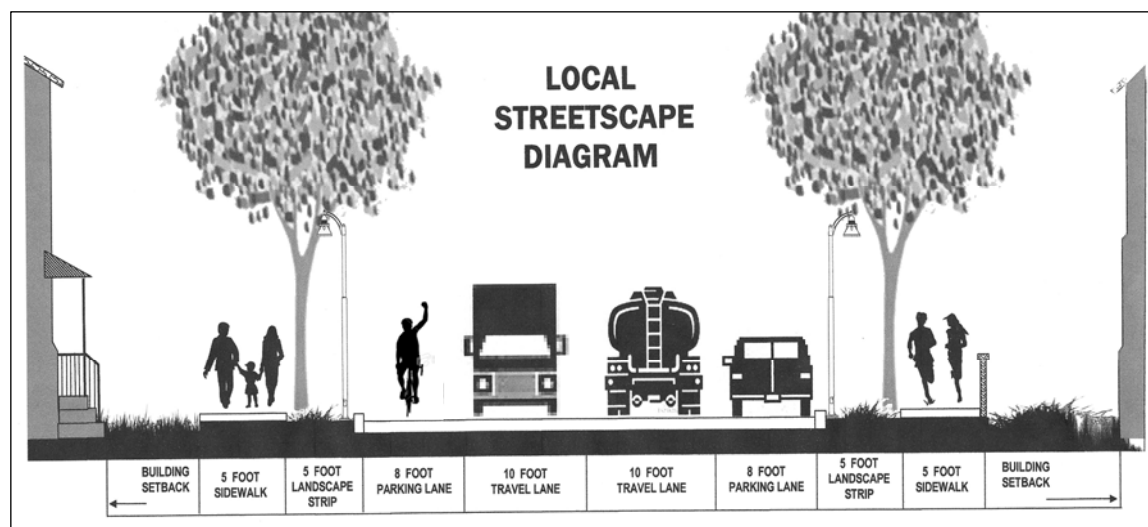 LOCAL
STREETSCAPE
DIAGRAM
BUILDING
SETBACK
5 FOOT
SIDEWALK
5 FOOT
LANDSCAPE
STRIP
8 FOOT
PARKING LANE
10 FOOT
TRAVEL LANE
10 FOOT
TRAVEL LANE
8 FOOT
PARKING LANE
5 FOOT
LANDSCAPE
STRIP
5 FOOT
SIDEWALK
BUILDING
SETBACK